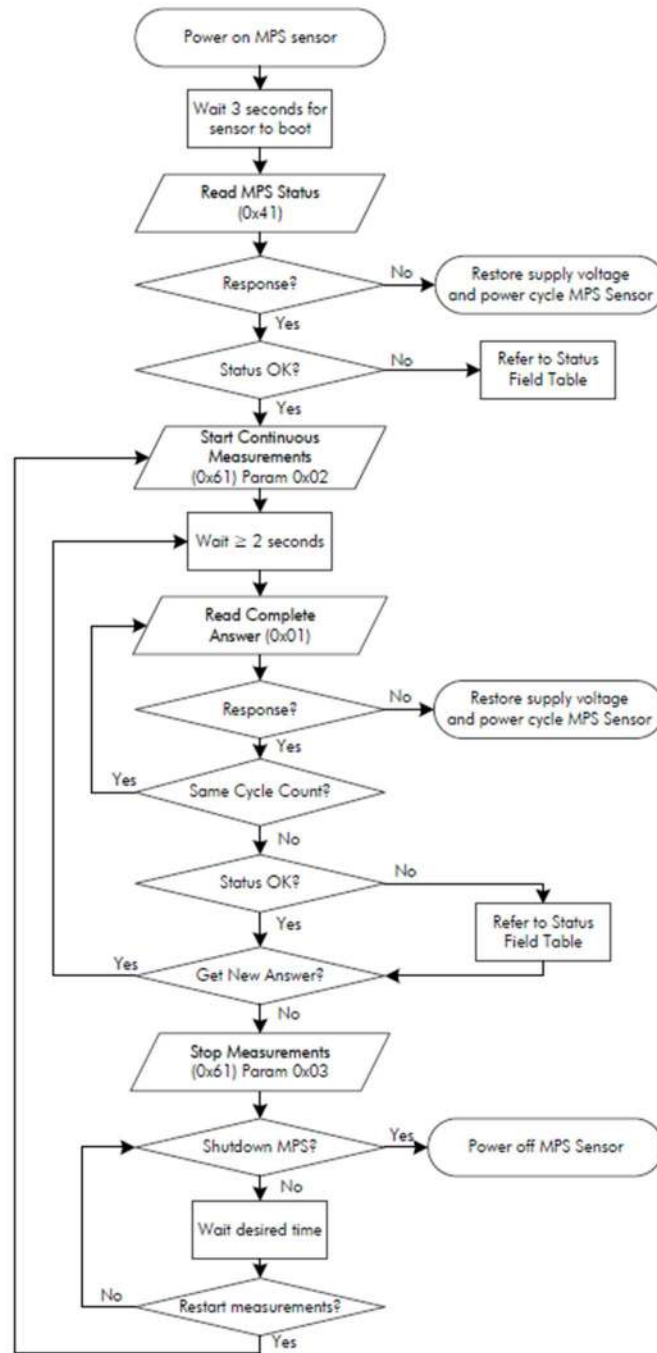 Power on MPS sensor
Wait 3 seconds for
sensor to boot
Read MPS Status
(0x41)
Response?
No
Restore supply voltage
and power cycle MPS Sensor
Yes
Status OK?
No
Refer to Status
Field Table
Yes
Start Continuous
Measurements
(0x61) Param 0x02
Wait ≥ 2 seconds
Read Complete
Answer (0x01)
Response?
No
Restore supply voltage
and power cycle MPS Sensor
Yes
Yes
Same Cycle Count?
No
Status OK?
No
Refer to Status
Field Table
Yes
Yes
Get New Answer?
No
Stop Measurements
(0x61) Param 0x03
Shutdown MPS?
Yes
Power off MPS Sensor
No
Wait desired time
No
Restart measurements?
Yes